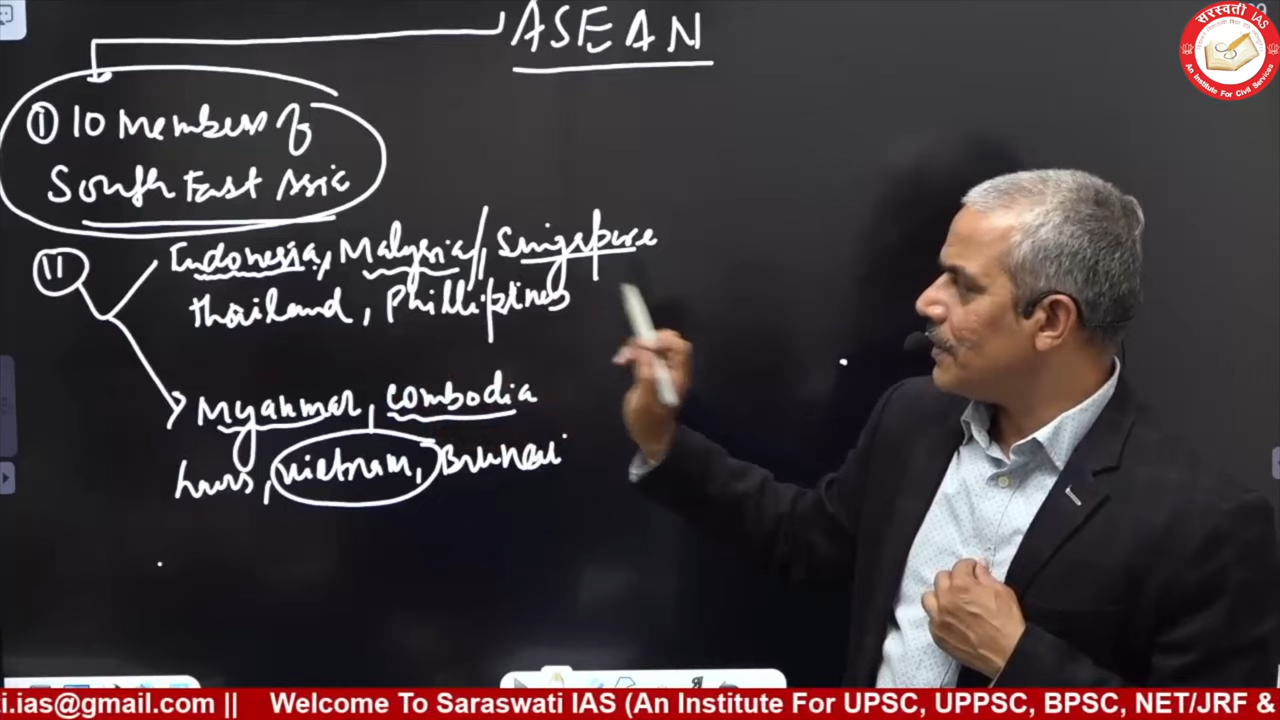 ASEAN
① 10 Members of
South East Asia
सरस्वती IAS
An Institute For Civil Services
11
Indonesia, Malysia, Singapore
Thailand, Phillipines
Myanmar, Combodia
Laos, Vietnam, Brunei
ti.ias@gmail.com || Welcome To Saraswati IAS (An Institute For UPSC, UPPSC, BPSC, NET/JRF &